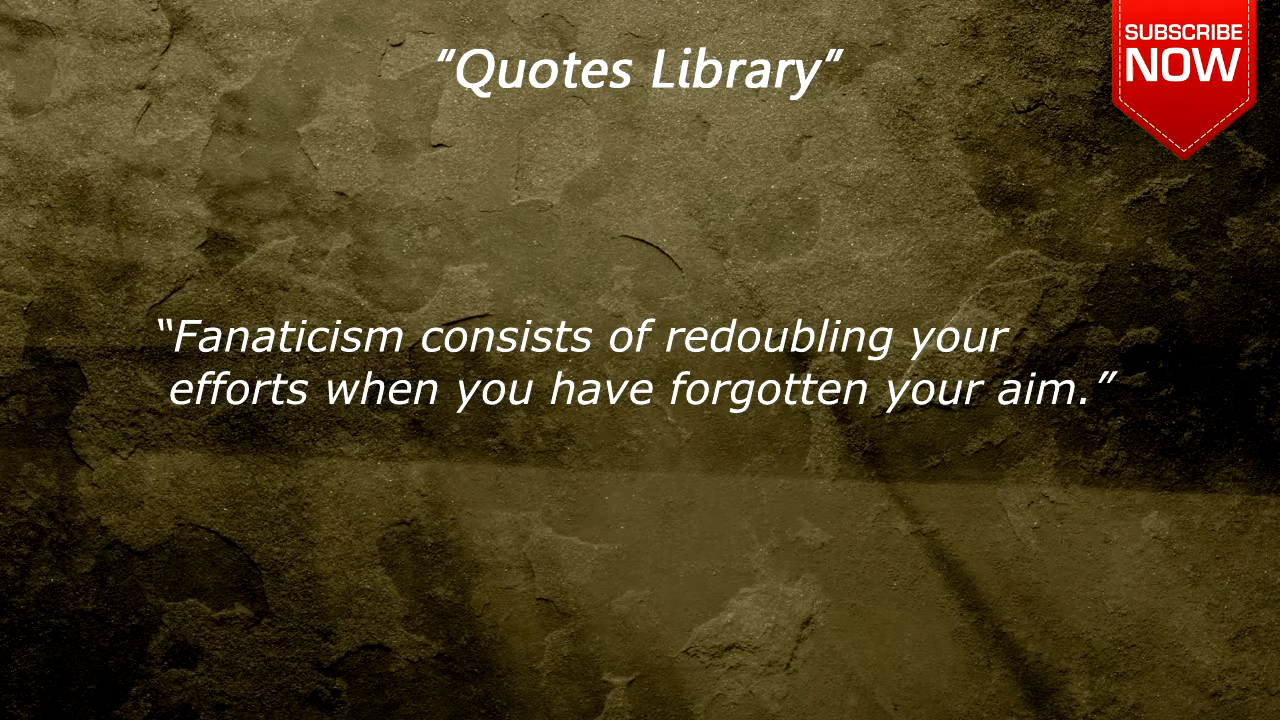 “Quotes Library”
SUBSCRIBE
NOW
“Fanaticism consists of redoubling your
efforts when you have forgotten your aim.”